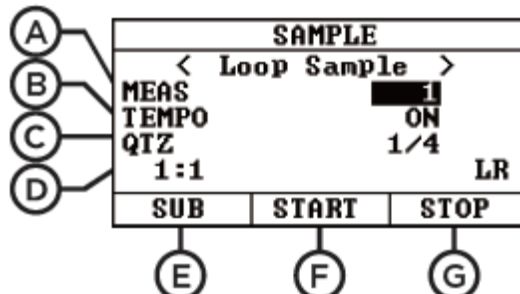 SAMPLE
< Loop Sample >
A MEAS 1
B TEMPO ON
C QTZ 1/4
D 1:1 LR
SUB START STOP
E F G